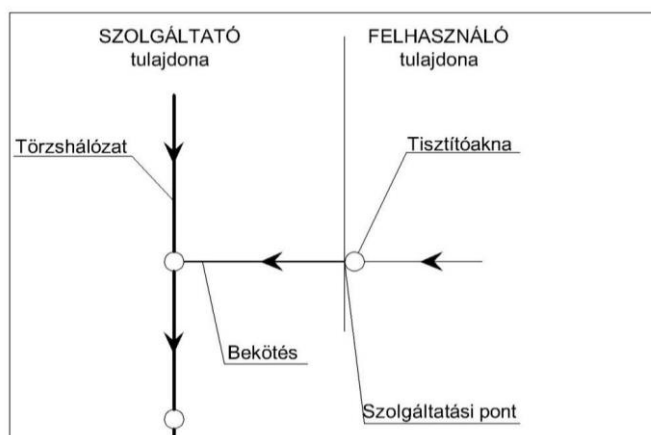 SZOLGÁLTATÓ
tulajdona
FELHASZNÁLÓ
tulajdona
Törzshálózat
Tisztítóakna
Bekötés
Szolgáltatási pont